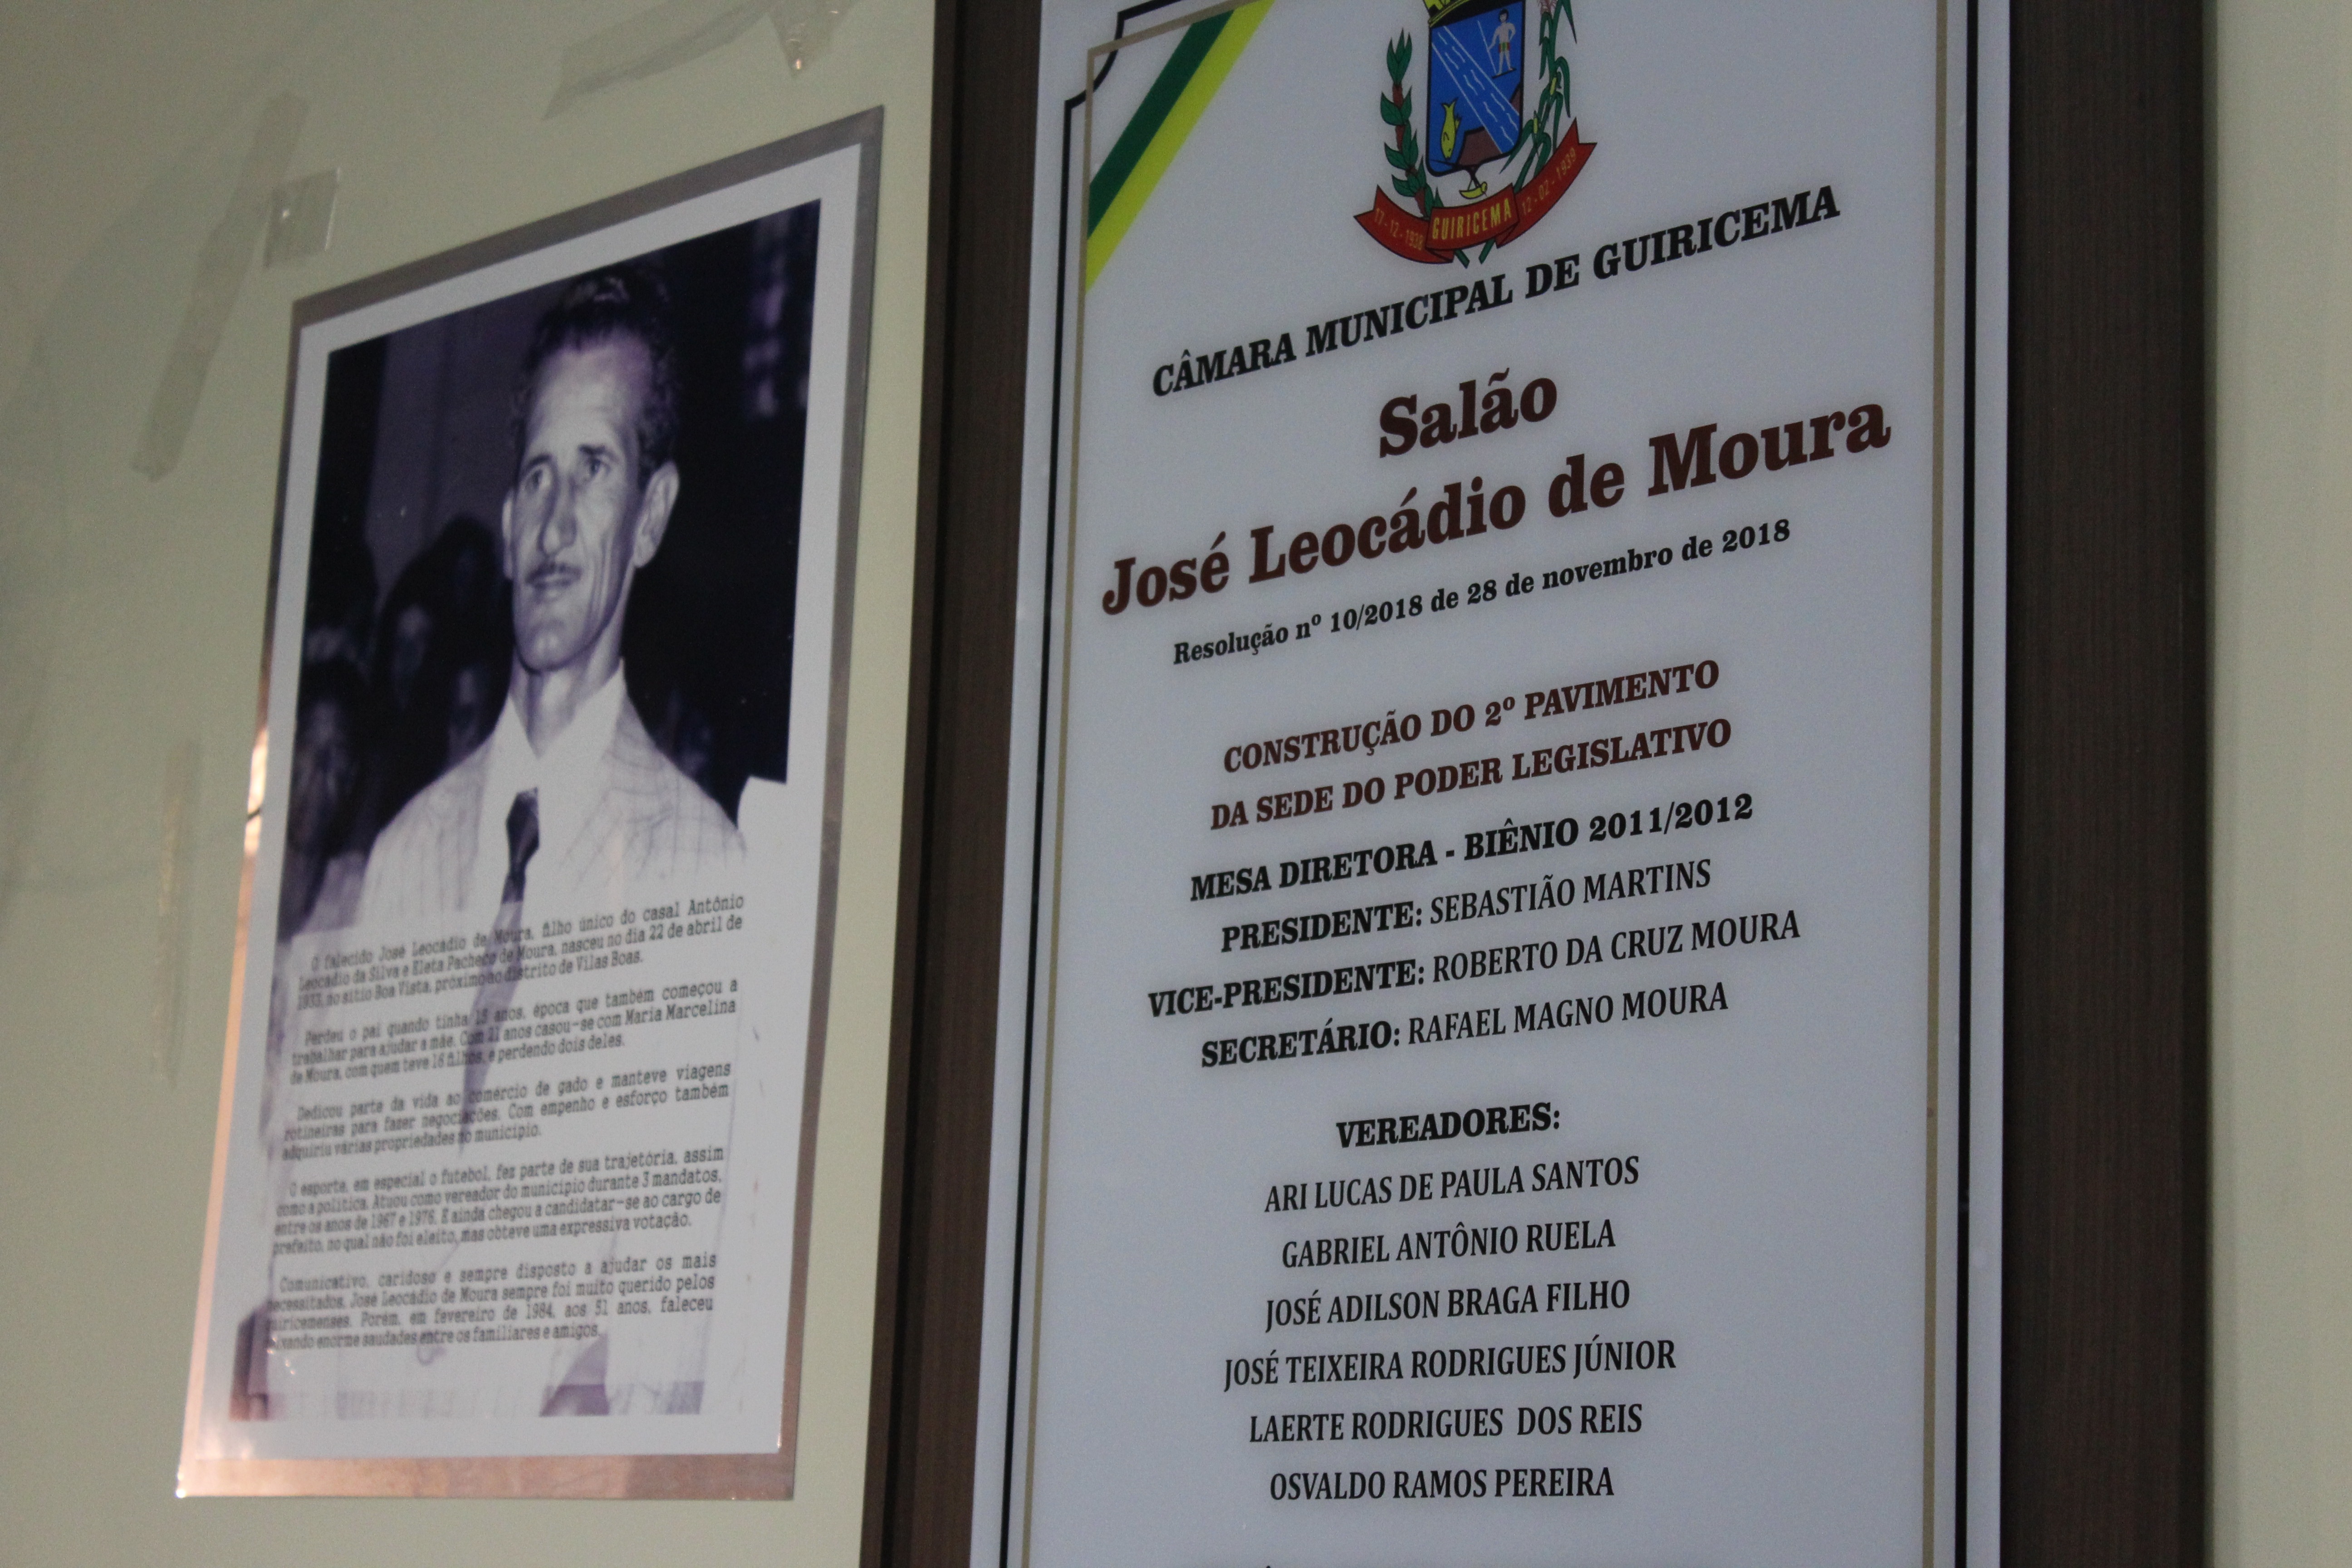 O falecido José Leocádio de Moura, filho único do casal Antônio
Leocádio da Silva e Eleta Pacheco de Moura, nasceu no dia 22 de abril de
1933, no sítio Boa Vista, próximo ao distrito de Vilas Boas.
Perdeu o pai quando tinha anos, época que também começou a
trabalhar para ajudar a mãe. Com 21 anos casou-se com Maria Marcelina
de Moura, com quem teve 16 filhos, e perdendo dois deles.
Dedicou parte da vida ao comércio de gado e manteve viagens
rotineiras para fazer negociações. Com empenho e esforço também
adquiriu várias propriedades no município.
O esporte, em especial o futebol, fez parte de sua trajetória, assim
como a política. Atuou como vereador do município durante 3 mandatos,
entre os anos de 1967 e 1976. E ainda chegou a candidatar-se ao cargo de
prefeito, no qual não foi eleito, mas obteve uma expressiva votação.
Comunicativo, caridoso e sempre disposto a ajudar os mais
necessitados, José Leocádio de Moura sempre foi muito querido pelos
guiricemenses. Porém, em fevereiro de 1984, aos 51 anos, faleceu
deixando enorme saudades entre os familiares e amigos.
17-12-1938 GUIRICEMA 12-02-1939
CÂMARA MUNICIPAL DE GUIRICEMA
Salão
José Leocádio de Moura
Resolução nº 10/2018 de 28 de novembro de 2018
CONSTRUÇÃO DO 2º PAVIMENTO
DA SEDE DO PODER LEGISLATIVO
MESA DIRETORA - BIÊNIO 2011/2012
PRESIDENTE: SEBASTIÃO MARTINS
VICE-PRESIDENTE: ROBERTO DA CRUZ MOURA
SECRETÁRIO: RAFAEL MAGNO MOURA
VEREADORES:
ARI LUCAS DE PAULA SANTOS
GABRIEL ANTÔNIO RUELA
JOSÉ ADILSON BRAGA FILHO
JOSÉ TEIXEIRA RODRIGUES JÚNIOR
LAERTE RODRIGUES DOS REIS
OSVALDO RAMOS PEREIRA